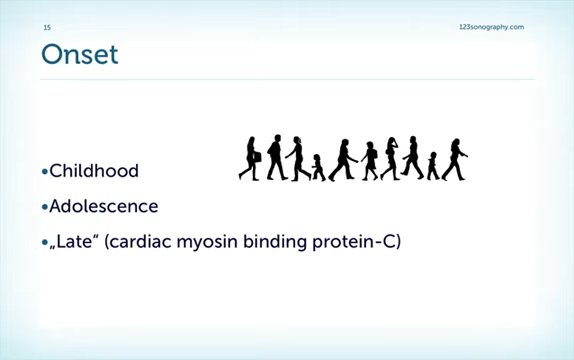 15
123sonography.com
Onset
•Childhood
•Adolescence
•„Late“ (cardiac myosin binding protein-C)